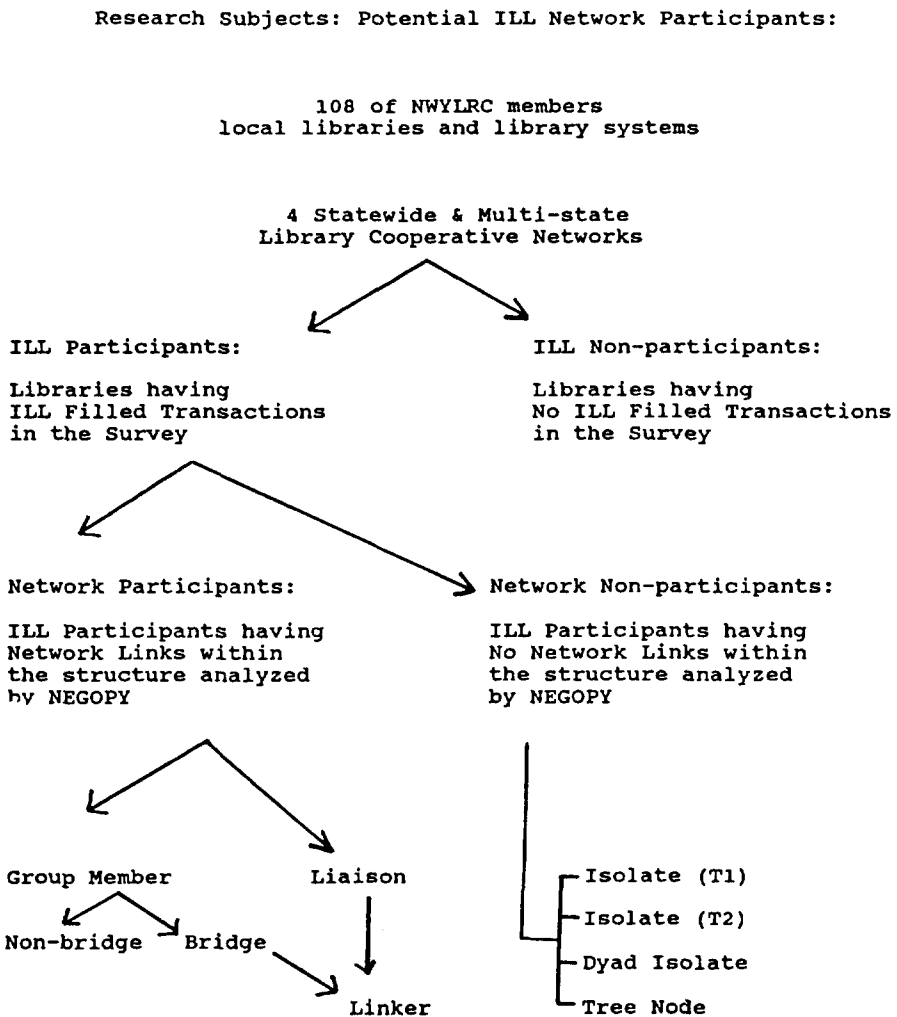 Research Subjects: Potential ILL Network Participants:
108 of NWYLRC members
local libraries and library systems
4 Statewide & Multi-state
Library Cooperative Networks
ILL Participants:
Libraries having
ILL Filled Transactions
in the Survey
ILL Non-participants:
Libraries having
No ILL Filled Transactions
in the Survey
Network Participants:
ILL Participants having
Network Links within
the structure analyzed
by NEGOPY
Network Non-participants:
ILL Participants having
No Network Links within
the structure analyzed
by NEGOPY
Group Member
Liaison
Non-bridge
Bridge
Linker
Isolate (T1)
Isolate (T2)
Dyad Isolate
Tree Node